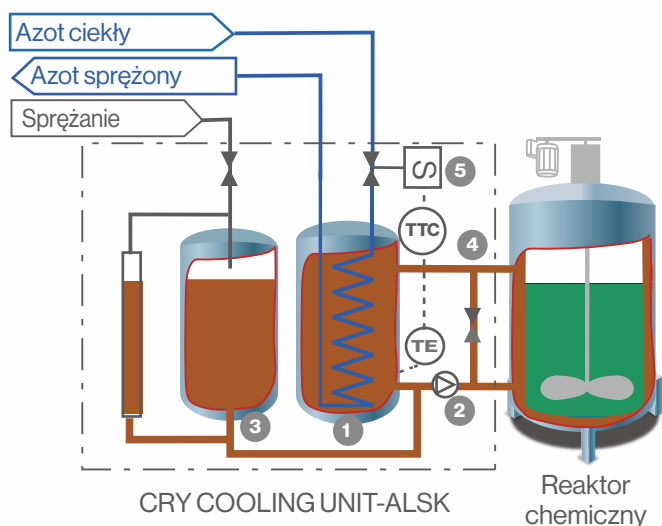 Azot ciekły
Azot sprężony
Sprężanie
S
5
TTC
4
TE
3
1
2
CRY COOLING UNIT-ALSK
Reaktor
chemiczny